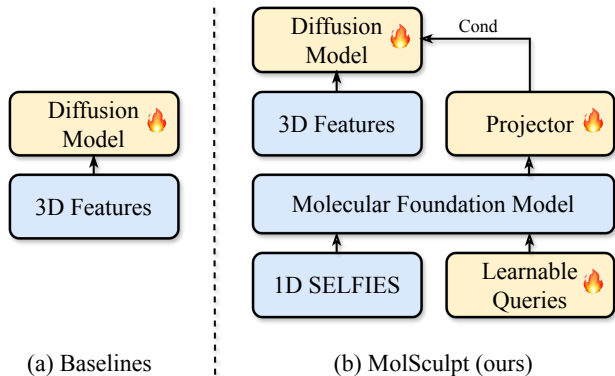 Diffusion
Model
3D Features
(a) Baselines
Diffusion
Model
Cond
3D Features
Projector
Molecular Foundation Model
1D SELFIES
Learnable
Queries
(b) MolSculpt (ours)